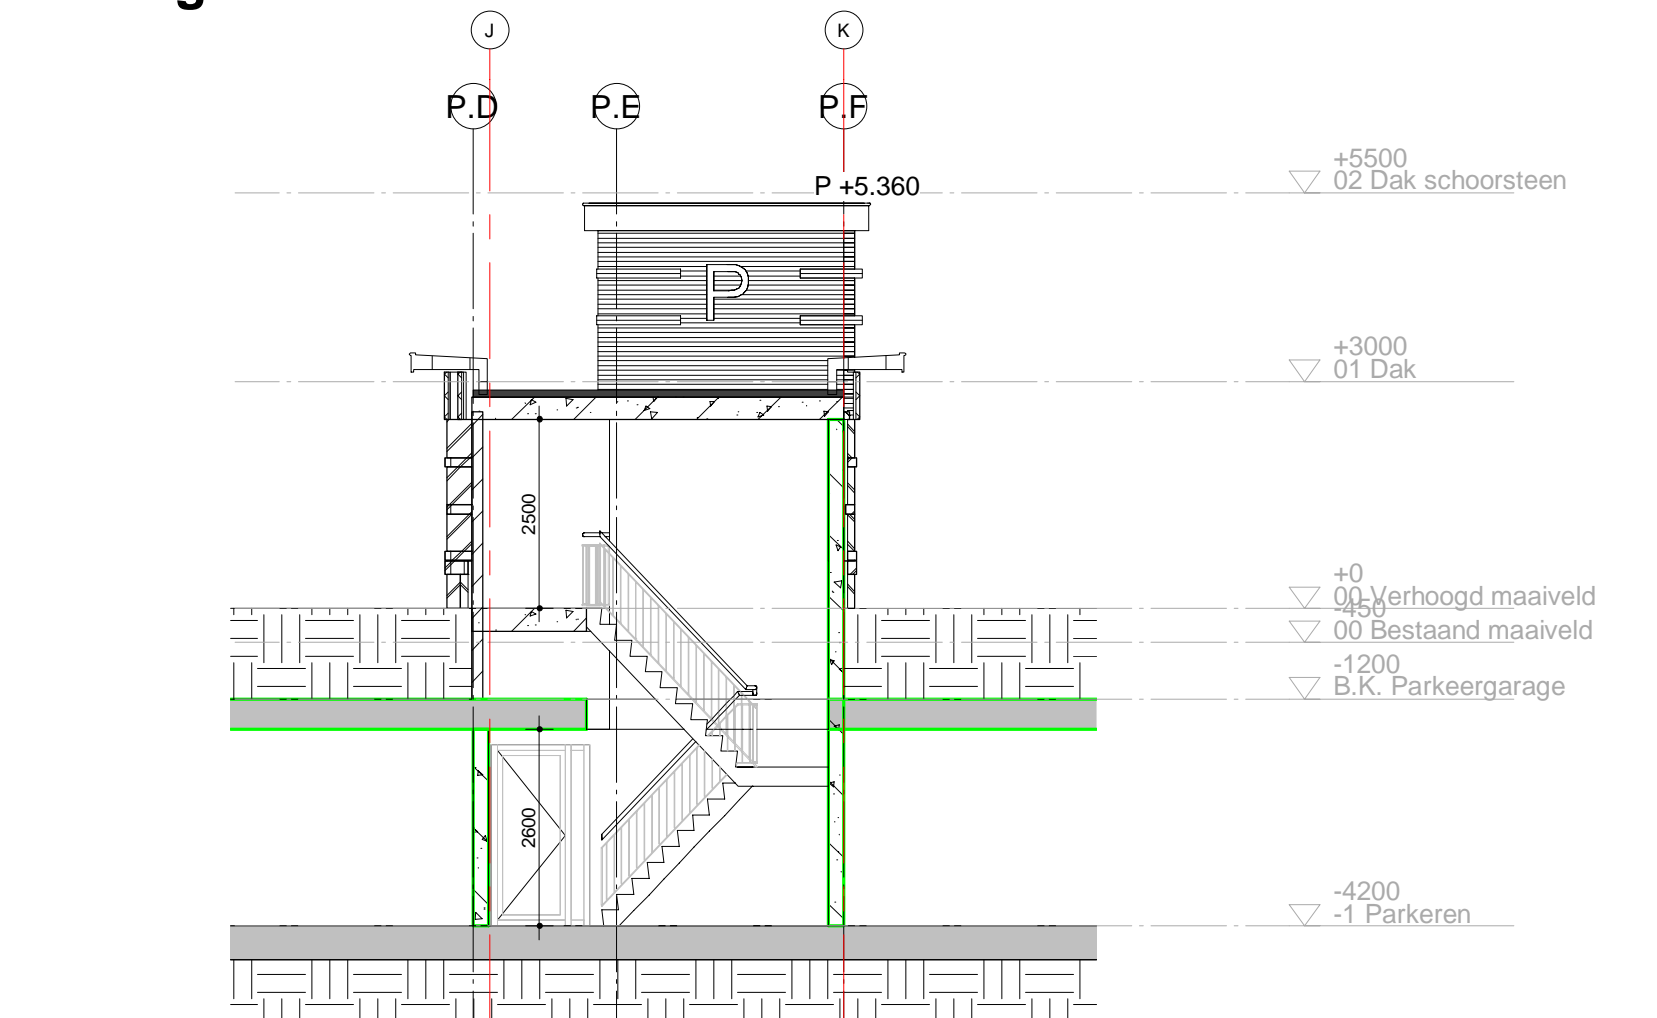 g
J
K
P.D
P.E
P.F
+5500
P +5.360
02 Dak schoorsteen
P
+3000
01 Dak
2500
+0
00 Verhoogd maaiveld
-450
00 Bestaand maaiveld
-1200
B.K. Parkeergarage
2600
-4200
-1 Parkeren